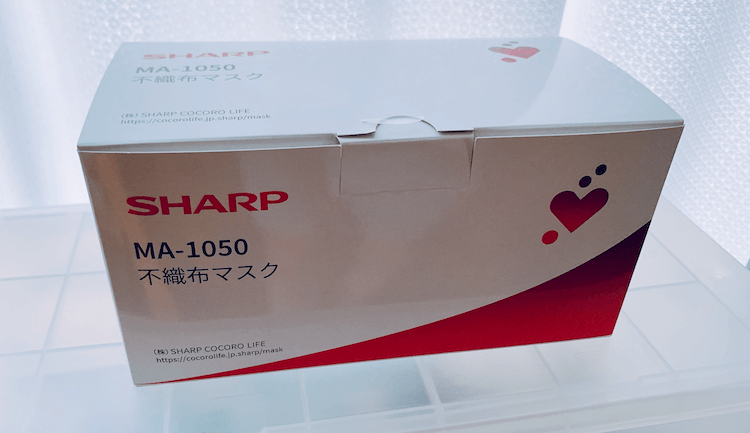 SHARP
MA-1050
不織布マスク
(株) SHARP COCORO LIFE
https://cocorolife.jp.sharp/mask
SHARP
MA-1050
不織布マスク
(株) SHARP COCORO LIFE
https://cocorolife.jp.sharp/mask